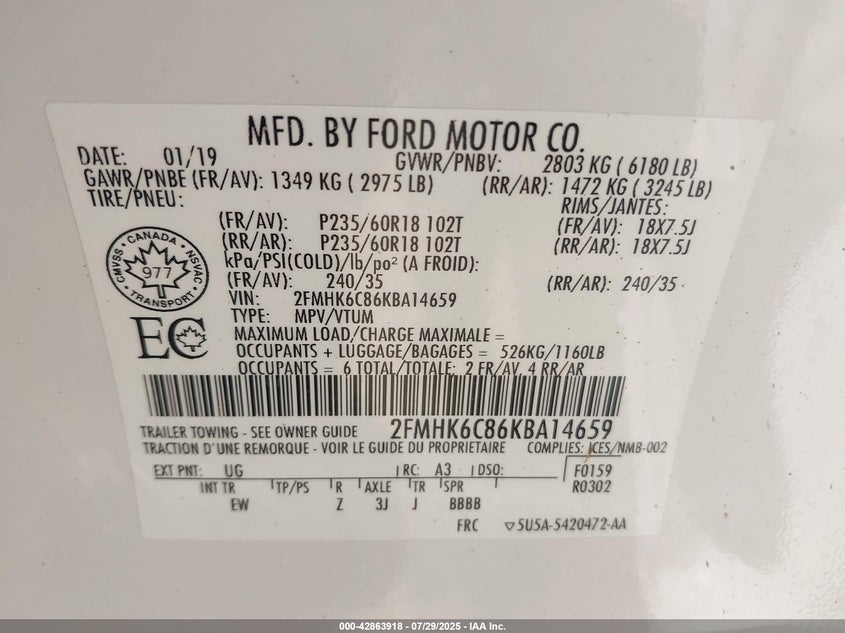 MFD. BY FORD MOTOR CO.
DATE: 01/19 GVWR/PNBV: 2803 KG ( 6180 LB)
GAWR/PNBE (FR/AV): 1349 KG ( 2975 LB) (RR/AR): 1472 KG ( 3245 LB)
TIRE/PNEU: RIMS/JANTES:
(FR/AV): P235/60R18 102T (FR/AV): 18X7.5J
(RR/AR): P235/60R18 102T (RR/AR): 18X7.5J
kPa/PSI(COLD)/lb/po² (A FROID):
(FR/AV): 240/35 (RR/AR): 240/35
CANADA
CMVSS NSVAC
977
TRANSPORT
VIN: 2FMHK6C86KBA14659
TYPE: MPV/VTUM
EC
MAXIMUM LOAD/CHARGE MAXIMALE =
OCCUPANTS + LUGGAGE/BAGAGES = 526KG/1160LB
OCCUPANTS = 6 TOTAL/TOTALE: 2 FR/AV, 4 RR/AR
TRAILER TOWING - SEE OWNER GUIDE 2FMHK6C86KBA14659
TRACTION D'UNE REMORQUE - VOIR LE GUIDE DU PROPRIETAIRE COMPLIES: ICES/NMB-002
EXT PNT: UG RC: A3 DSO: F0159
INT TR TP/PS R AXLE TR SPR R0302
EW Z 3J J BBBB
FRC 5U5A-5420472-AA
000-42863918 - 07/29/2025 - IAA Inc.